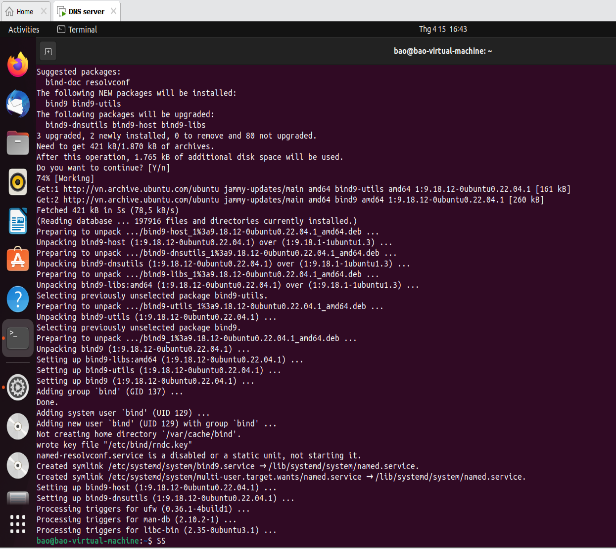 Home
DNS server
Activities
Terminal
Thg 4 15 16:43
bao@bao-virtual-machine: ~
Suggested packages:
bind-doc resolvconf
The following NEW packages will be installed:
bind9 bind9-utils
The following packages will be upgraded:
bind9-dnsutils bind9-host bind9-libs
3 upgraded, 2 newly installed, 0 to remove and 80 not upgraded.
Need to get 421 kB/1.870 kB of archives.
After this operation, 1.765 kB of additional disk space will be used.
Do you want to continue? [Y/n]
74% [Working]
Get:1 http://vn.archive.ubuntu.com/ubuntu jammy-updates/main amd64 bind9-utils amd64 1:9.18.12-0ubuntu0.22.04.1 [161 kB]
Get:2 http://vn.archive.ubuntu.com/ubuntu jammy-updates/main amd64 bind9 amd64 1:9.18.12-0ubuntu0.22.04.1 [260 kB]
Fetched 421 kB in 5s (78,5 kB/s)
(Reading database ... 197916 files and directories currently installed.)
Preparing to unpack .../bind9-host_1%3a9.18.12-0ubuntu0.22.04.1_amd64.deb ...
Unpacking bind9-host (1:9.18.12-0ubuntu0.22.04.1) over (9.18.1-1ubuntu1.3) ...
Preparing to unpack .../bind9-dnsutils_1%3a9.18.12-0ubuntu0.22.04.1_amd64.deb ...
Unpacking bind9-dnsutils (1:9.18.12-0ubuntu0.22.04.1) over (9.18.1-1ubuntu1.3) ...
Preparing to unpack .../bind9-libs_1%3a9.18.12-0ubuntu0.22.04.1_amd64.deb ...
Unpacking bind9-libs:amd64 (1:9.18.12-0ubuntu0.22.04.1) over (9.18.1-1ubuntu1.3) ...
Selecting previously unselected package bind9-utils.
Preparing to unpack .../bind9-utils_1%3a9.18.12-0ubuntu0.22.04.1_amd64.deb ...
Unpacking bind9-utils (1:9.18.12-0ubuntu0.22.04.1) ...
Selecting previously unselected package bind9.
Preparing to unpack .../bind9_1%3a9.18.12-0ubuntu0.22.04.1_amd64.deb ...
Unpacking bind9 (1:9.18.12-0ubuntu0.22.04.1) ...
Setting up bind9-libs:amd64 (1:9.18.12-0ubuntu0.22.04.1) ...
Setting up bind9-utils (1:9.18.12-0ubuntu0.22.04.1) ...
Setting up bind9 (1:9.18.12-0ubuntu0.22.04.1) ...
Adding group `bind' (GID 137) ...
Done.
Adding system user `bind' (UID 129) ...
Adding new user `bind' (UID 129) with group `bind' ...
Not creating home directory `/var/cache/bind'.
wrote key file "/etc/bind/rndc.key"
named-resolvconf.service is a disabled or a static unit, not starting it.
Created symlink /etc/systemd/system/bind9.service → /lib/systemd/system/named.service.
Created symlink /etc/systemd/system/multi-user.target.wants/named.service → /lib/systemd/system/named.service.
Setting up bind9-host (1:9.18.12-0ubuntu0.22.04.1) ...
Setting up bind9-dnsutils (1:9.18.12-0ubuntu0.22.04.1) ...
Processing triggers for ufw (0.36.1-4build1) ...
Processing triggers for man-db (2.10.2-1) ...
Processing triggers for libc-bin (2.35-0ubuntu3.1) ...
bao@bao-virtual-machine:~$ SS